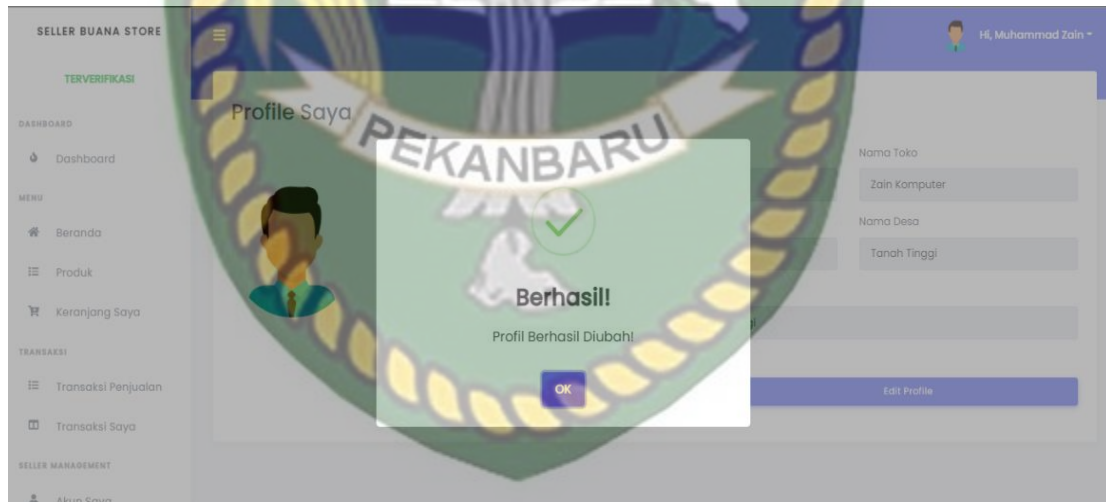 SELLER BUANA STORE
Hi, Muhammad Zain
TERVERIFIKASI
DASHBOARD
Dashboard
MENU
Beranda
Produk
Keranjang Saya
TRANSAKSI
Transaksi Penjualan
Transaksi Saya
SELLER MANAGEMENT
Akun Saya
Profile Saya
PEKANBARU
Nama Toko
Zain Komputer
Nama Desa
Tanah Tinggi
Berhasil!
Profil Berhasil Diubah!
OK
Edit Profile